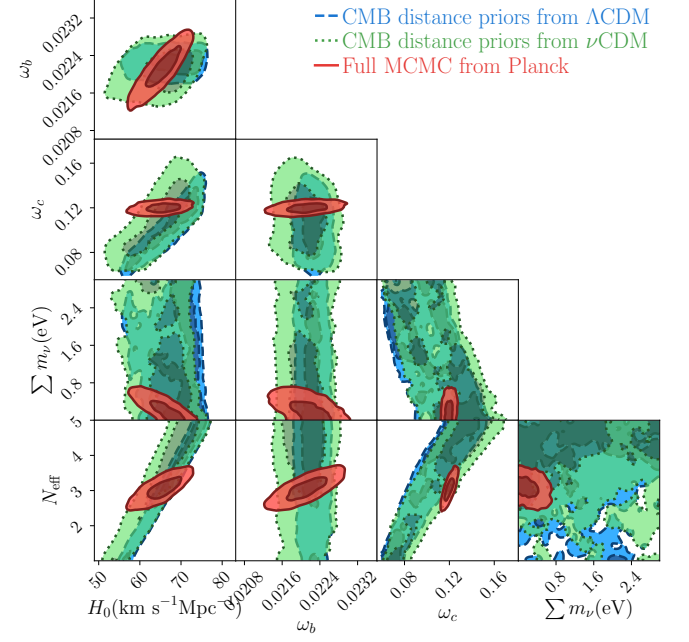 CMB distance priors from ΛCDM
CMB distance priors from νCDM
Full MCMC from Planck
ω_b
0.0232
0.0224
0.0216
0.0208
ω_c
0.16
0.12
0.08
∑ m_ν(eV)
2.4
1.6
0.8
N_eff
5
4
3
2
50 60 70 80
0.0208 0.0216 0.0224 0.0232
0.08 0.12 0.16
0.8 1.6 2.4
H_0(km s^−1Mpc^−1)
ω_b
ω_c
∑ m_ν(eV)